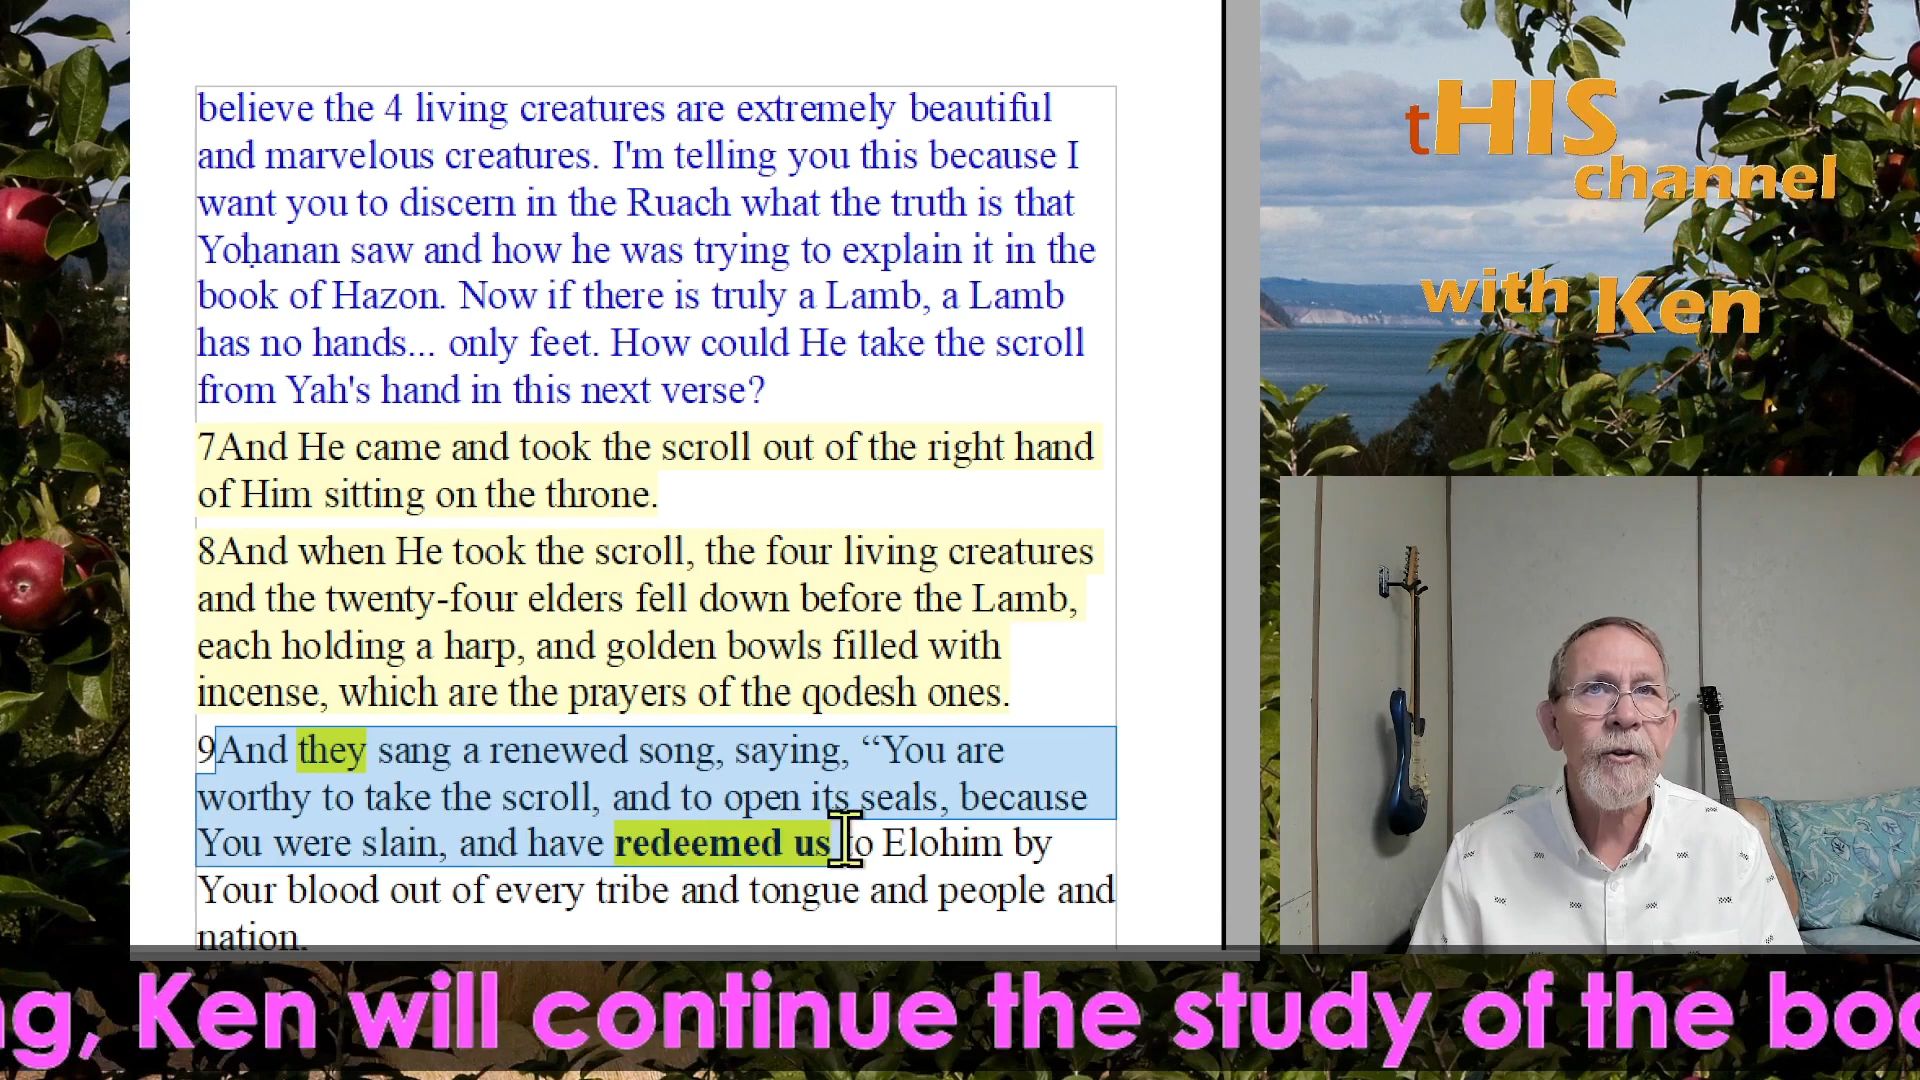 believe the 4 living creatures are extremely beautiful
and marvelous creatures. I'm telling you this because I
want you to discern in the Ruach what the truth is that
Yoḥanan saw and how he was trying to explain it in the
book of Hazon. Now if there is truly a Lamb, a Lamb
has no hands... only feet. How could He take the scroll
from Yah's hand in this next verse?
7And He came and took the scroll out of the right hand
of Him sitting on the throne.
8And when He took the scroll, the four living creatures
and the twenty-four elders fell down before the Lamb,
each holding a harp, and golden bowls filled with
incense, which are the prayers of the qodesh ones.
9And they sang a renewed song, saying, “You are
worthy to take the scroll, and to open its seals, because
You were slain, and have redeemed us to Elohim by
Your blood out of every tribe and tongue and people and
nation,
tHIS
channel
with Ken
ng, Ken will continue the study of the boo